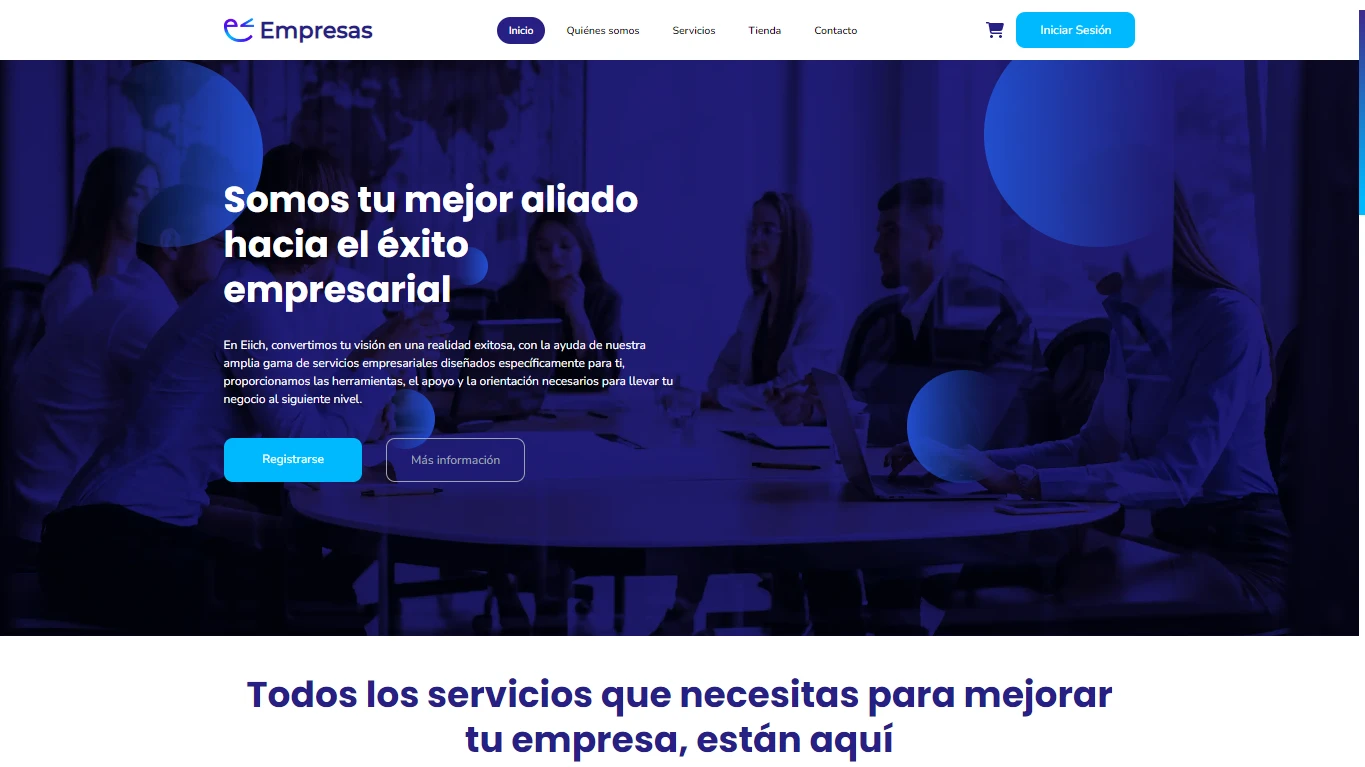 Empresas
Inicio
Quiénes somos
Servicios
Tienda
Contacto
Iniciar Sesión
Somos tu mejor aliado
hacia el éxito
empresarial
En Eiich, convertimos tu visión en una realidad exitosa, con la ayuda de nuestra
amplia gama de servicios empresariales diseñados específicamente para ti,
proporcionamos las herramientas, el apoyo y la orientación necesarios para llevar tu
negocio al siguiente nivel.
Registrarse
Más información
Todos los servicios que necesitas para mejorar
tu empresa, están aquí